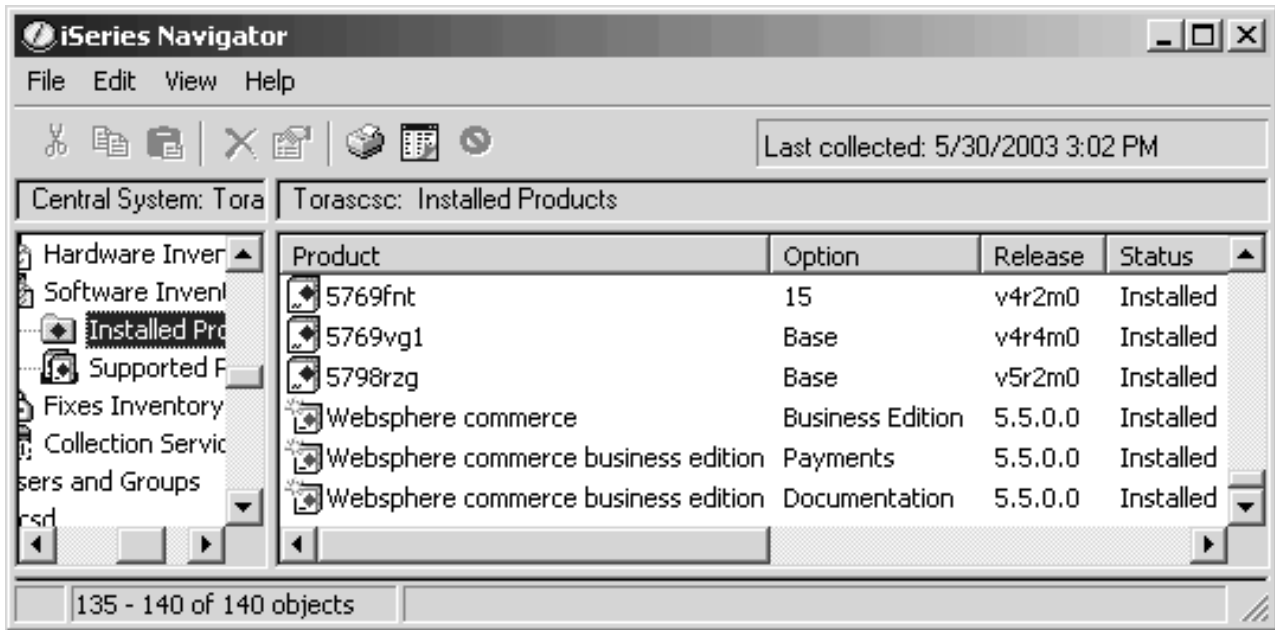 iSeries Navigator
File Edit View Help
Last collected: 5/30/2003 3:02 PM
Central System: Tora
Torascsc: Installed Products
Hardware Inver
Software Invent
Installed Pro
Supported F
Fixes Inventory
Collection Servic
sers and Groups
csd
Product Option Release Status
5769fnt 15 v4r2m0 Installed
5769vg1 Base v4r4m0 Installed
5798rzg Base v5r2m0 Installed
Websphere commerce Business Edition 5.5.0.0 Installed
Websphere commerce business edition Payments 5.5.0.0 Installed
Websphere commerce business edition Documentation 5.5.0.0 Installed
135 - 140 of 140 objects